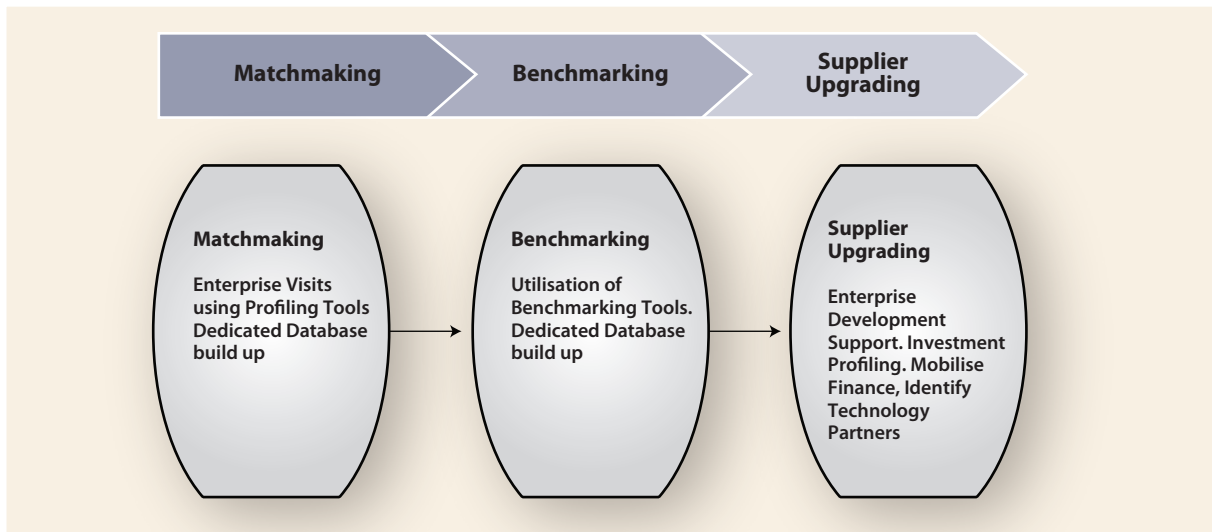 Matchmaking
Benchmarking
Supplier
Upgrading
Matchmaking
Enterprise Visits
using Profiling Tools
Dedicated Database
build up
Benchmarking
Utilisation of
Benchmarking Tools.
Dedicated Database
build up
Supplier
Upgrading
Enterprise
Development
Support. Investment
Profiling. Mobilise
Finance, Identify
Technology
Partners